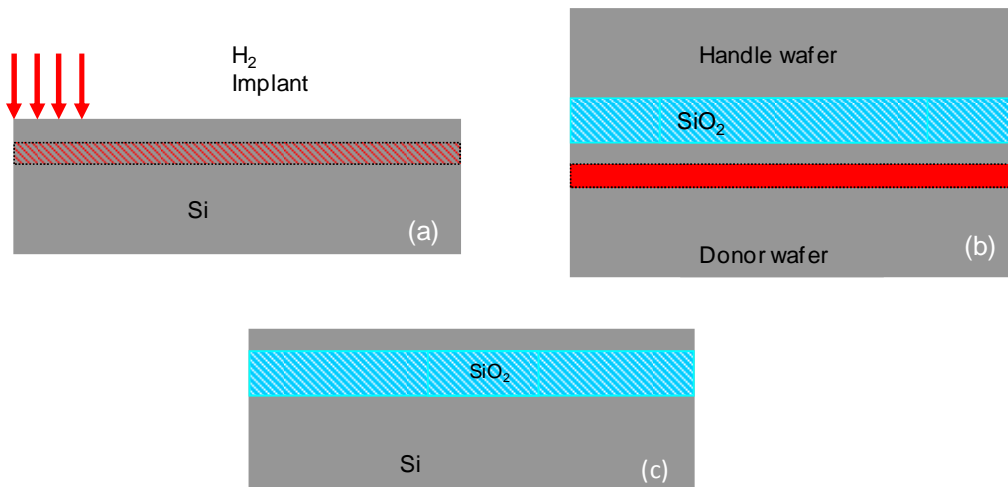 H₂
Implant
Si
(a)
Handle wafer
SiO₂
Donor wafer
(b)
SiO₂
Si
(c)